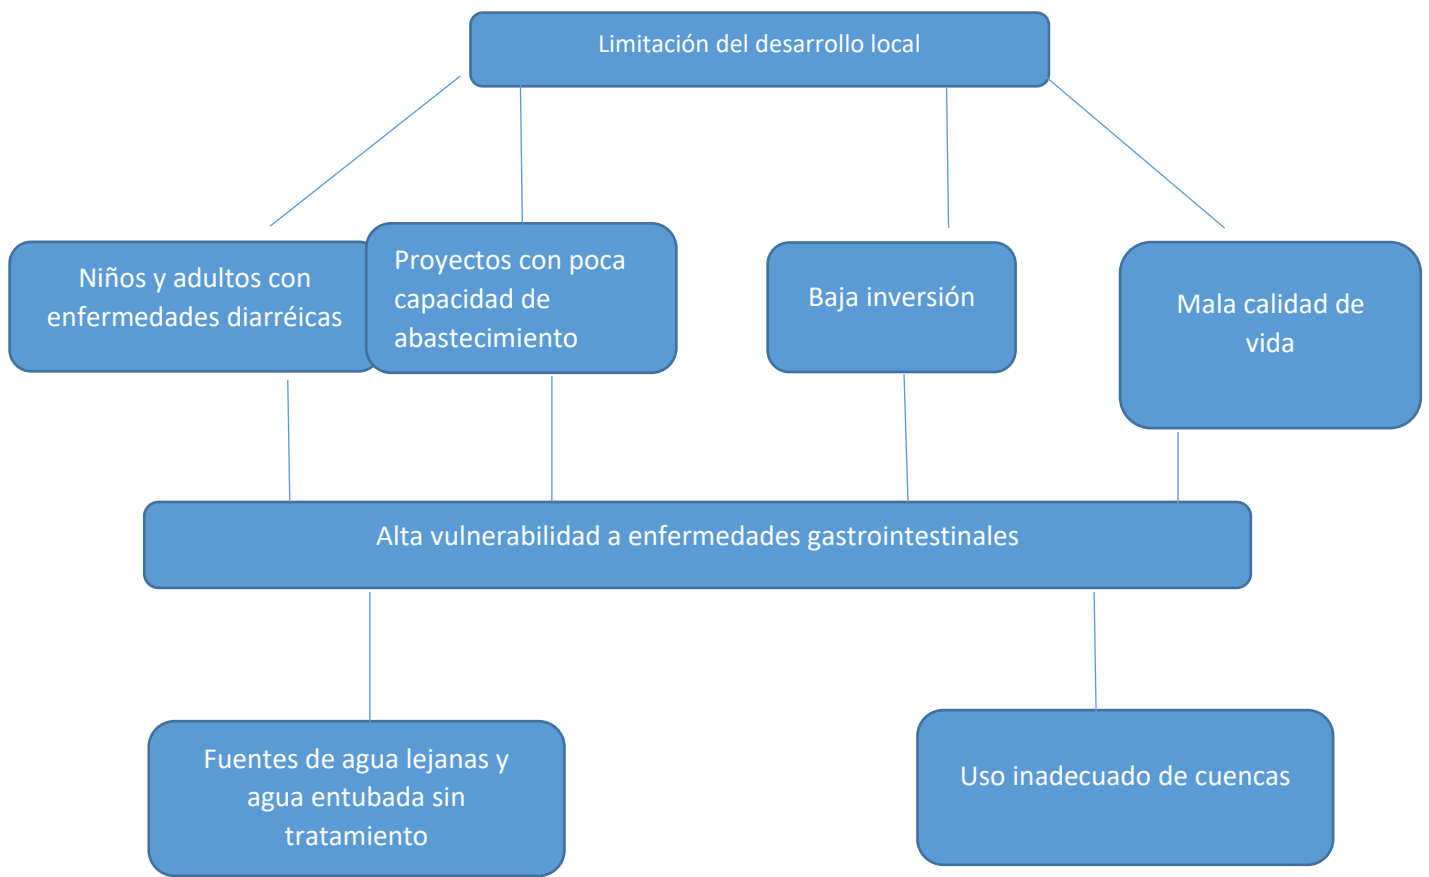 Limitación del desarrollo local
Niños y adultos con
enfermedades diarréicas
Proyectos con poca
capacidad de
abastecimiento
Baja inversión
Mala calidad de
vida
Alta vulnerabilidad a enfermedades gastrointestinales
Fuentes de agua lejanas y
agua entubada sin
tratamiento
Uso inadecuado de cuencas